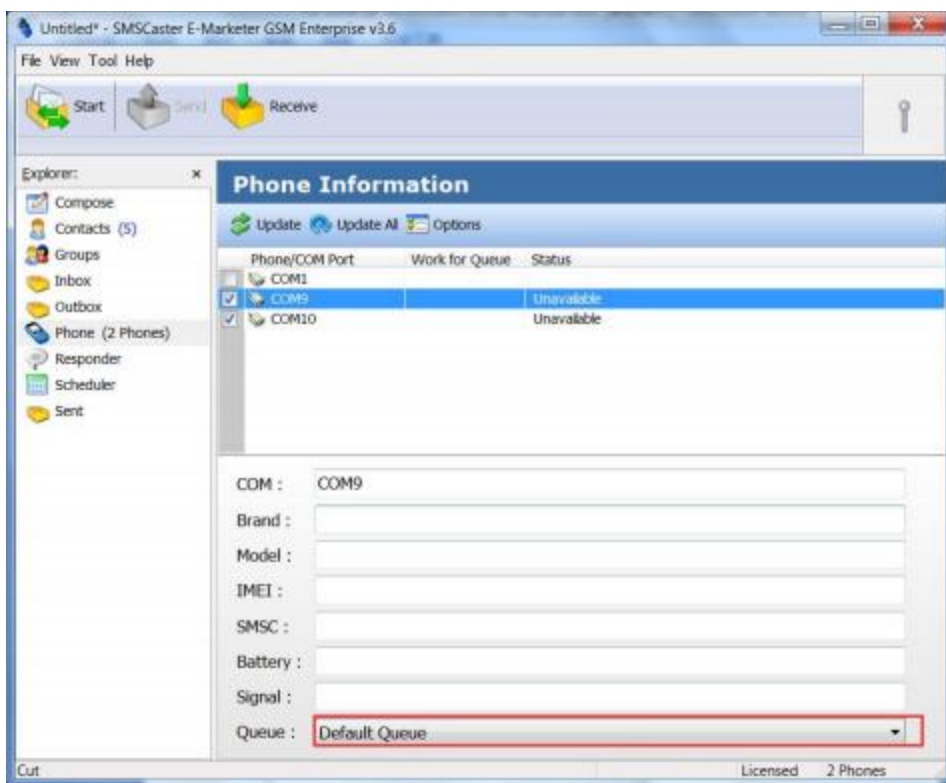 Untitled* - SMSCaster E-Marketer GSM Enterprise v3.6
File View Tool Help
Start Send Receive
Explorer: x
Compose
Contacts (5)
Groups
Inbox
Outbox
Phone (2 Phones)
Responder
Scheduler
Sent
Phone Information
Update Update All Options
Phone/COM Port Work for Queue Status
COM1
COM9 Unavailable
COM10 Unavailable
COM : COM9
Brand :
Model :
IMEI :
SMSC :
Battery :
Signal :
Queue : Default Queue
Cut Licensed 2 Phones